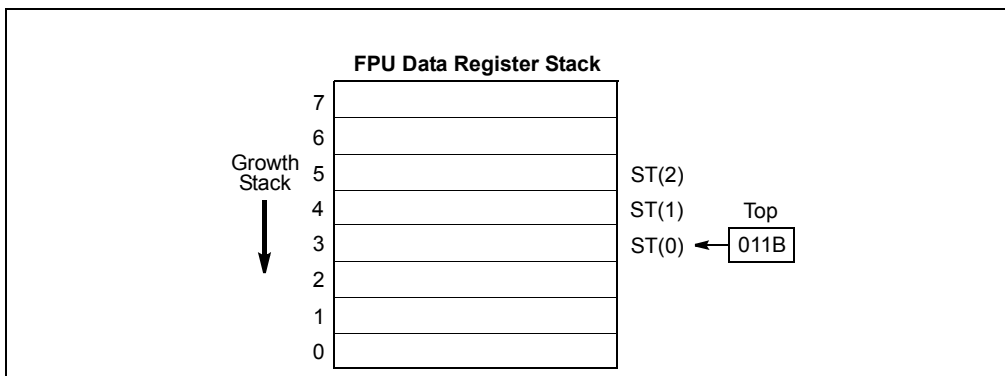 FPU Data Register Stack
7
6
Growth
Stack
5
ST(2)
4
ST(1)
Top
3
ST(0)
011B
2
1
0